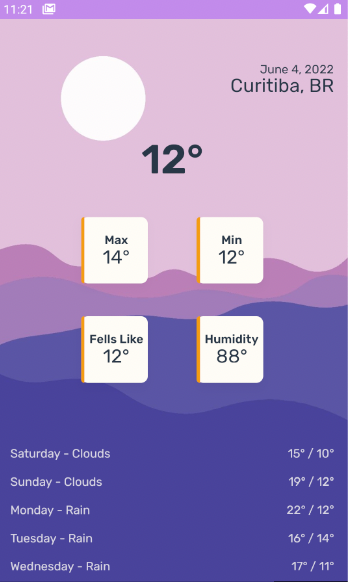 11:21
June 4, 2022
Curitiba, BR
12°
Max
14°
Min
12°
Fells Like
12°
Humidity
88°
Saturday - Clouds 15° / 10°
Sunday - Clouds 19° / 12°
Monday - Rain 22° / 12°
Tuesday - Rain 16° / 14°
Wednesday - Rain 17° / 11°